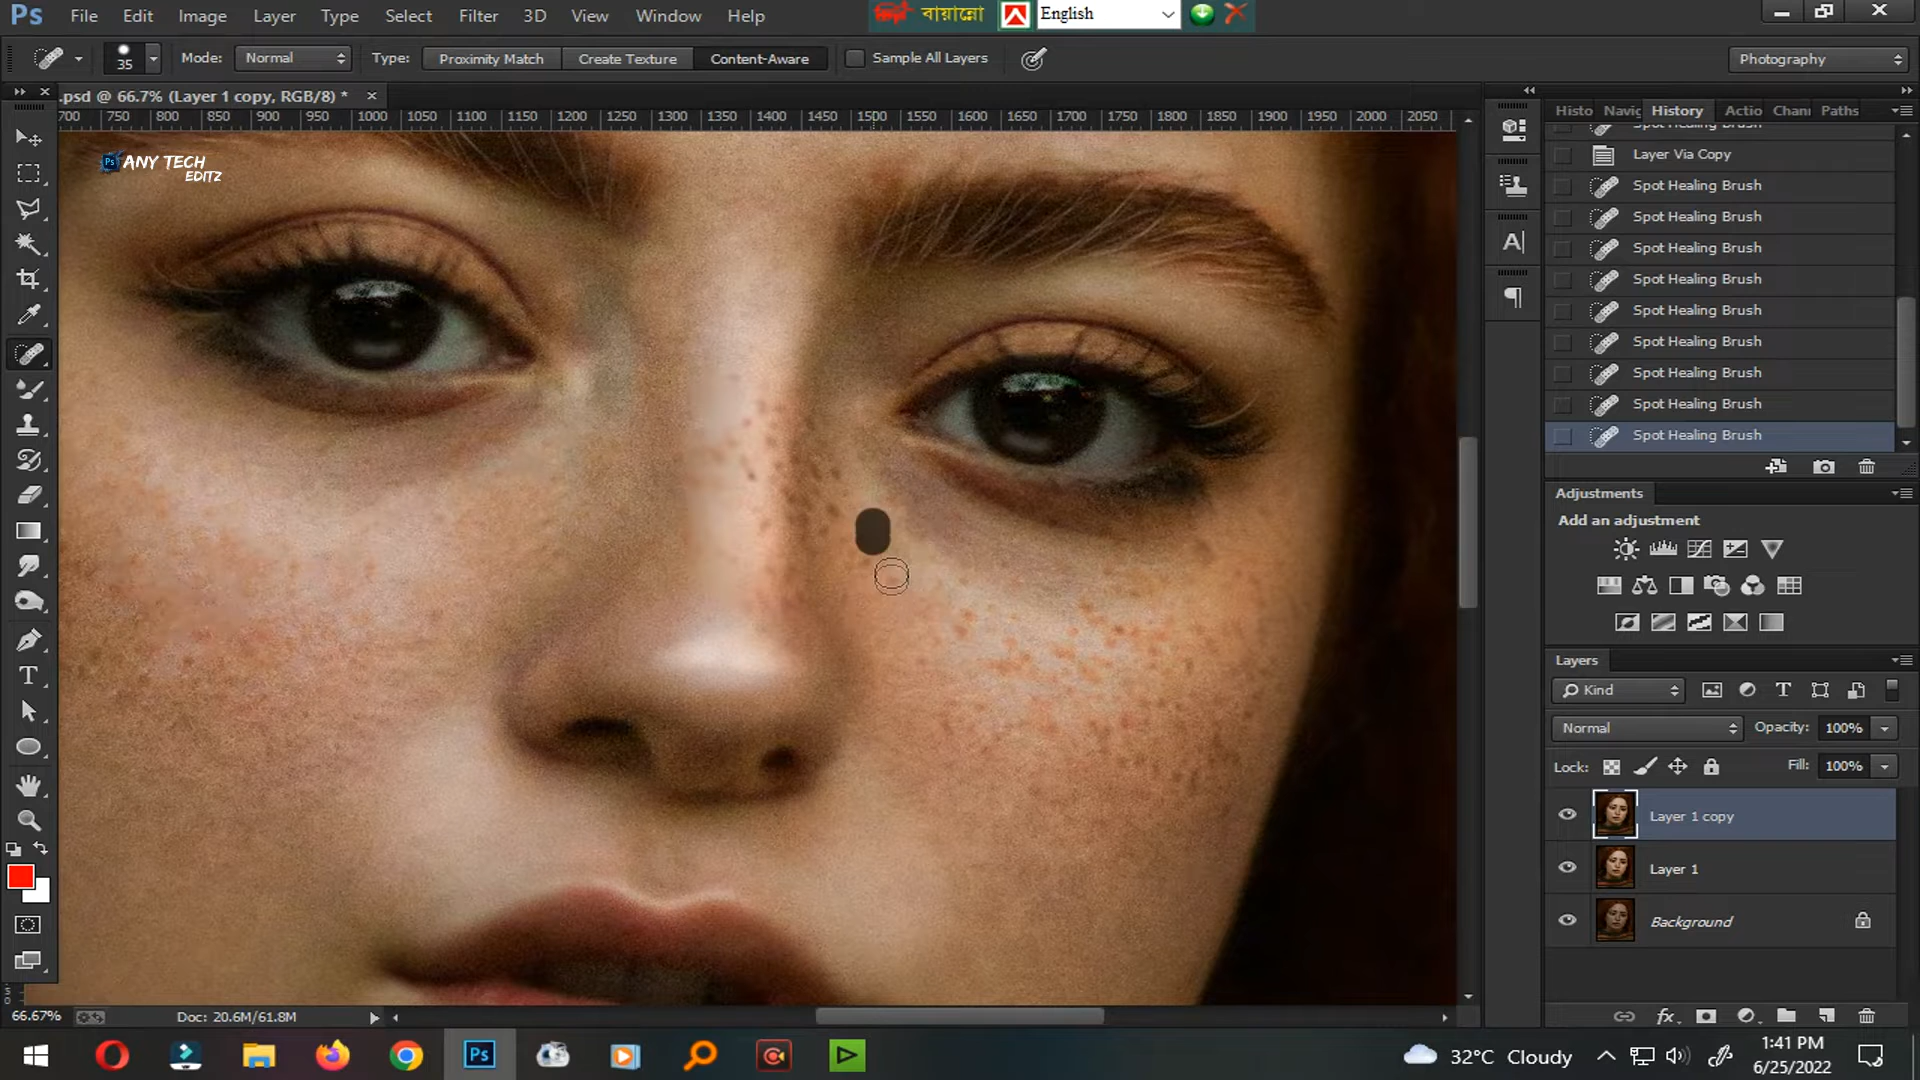 Ps File Edit Image Layer Type Select Filter 3D View Window Help
বায়ান্নো English
35 Mode: Normal Type: Proximity Match Create Texture Content-Aware Sample All Layers Photography
.psd @ 66.7% (Layer 1 copy, RGB/8) * ×
700 750 800 850 900 950 1000 1050 1100 1150 1200 1250 1300 1350 1400 1450 1500 1550 1600 1650 1700 1750 1800 1850 1900 1950 2000 2050
Histo Navig History Actio Chann Paths
Spot Healing Brush
Layer Via Copy
Spot Healing Brush
Spot Healing Brush
Spot Healing Brush
Spot Healing Brush
Spot Healing Brush
Spot Healing Brush
Spot Healing Brush
Spot Healing Brush
Spot Healing Brush
Ps ANY TECH
EDITZ
Adjustments
Add an adjustment
Layers
Kind
Normal Opacity: 100%
Lock: Fill: 100%
Layer 1 copy
Layer 1
Background
66.67% Doc: 20.6M/61.8M
Ps 32°C Cloudy 1:41 PM
6/25/2022